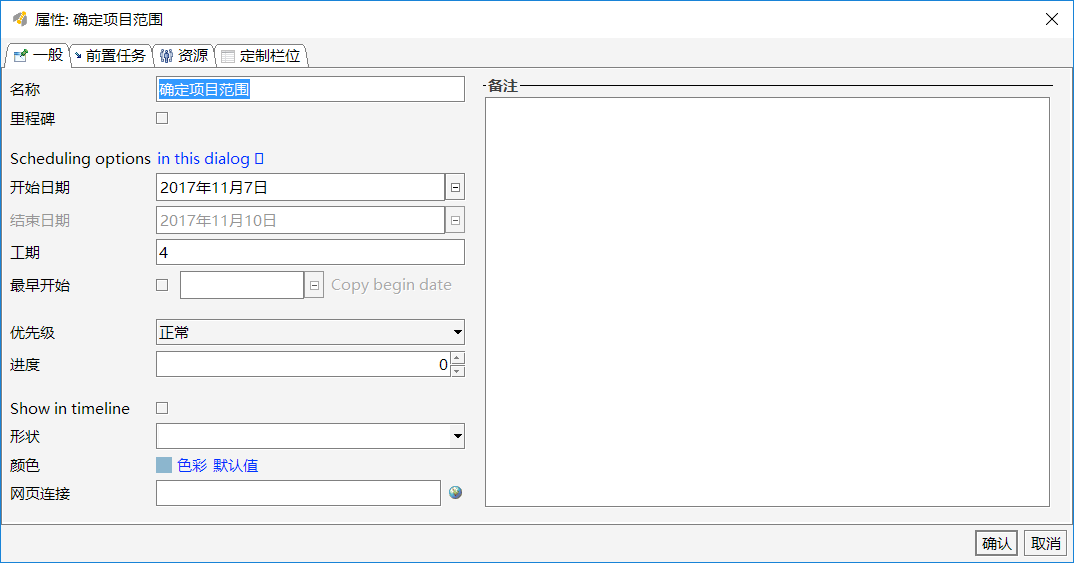 属性: 确定项目范围
一般 前置任务 资源 定制栏位
名称 确定项目范围
里程碑
Scheduling options in this dialog
开始日期 2017年11月7日
结束日期 2017年11月10日
工期 4
最早开始 Copy begin date
优先级 正常
进度 0
Show in timeline
形状
颜色 色彩 默认值
网页连接
备注
确认 取消